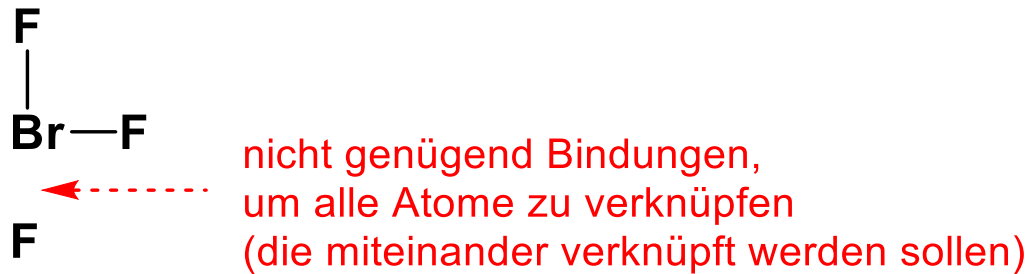 F
Br F
nicht genügend Bindungen,
um alle Atome zu verknüpfen
F
(die miteinander verknüpft werden sollen)